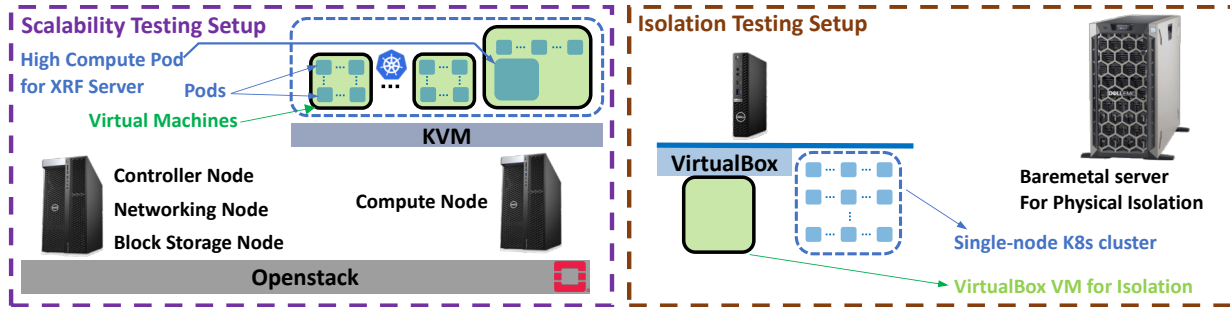 Scalability Testing Setup
High Compute Pod
for XRF Server
Pods
Virtual Machines
KVM
Controller Node
Networking Node
Block Storage Node
Compute Node
Openstack
Isolation Testing Setup
VirtualBox
Baremetal server
For Physical Isolation
Single-node K8s cluster
VirtualBox VM for Isolation
DELLEMC